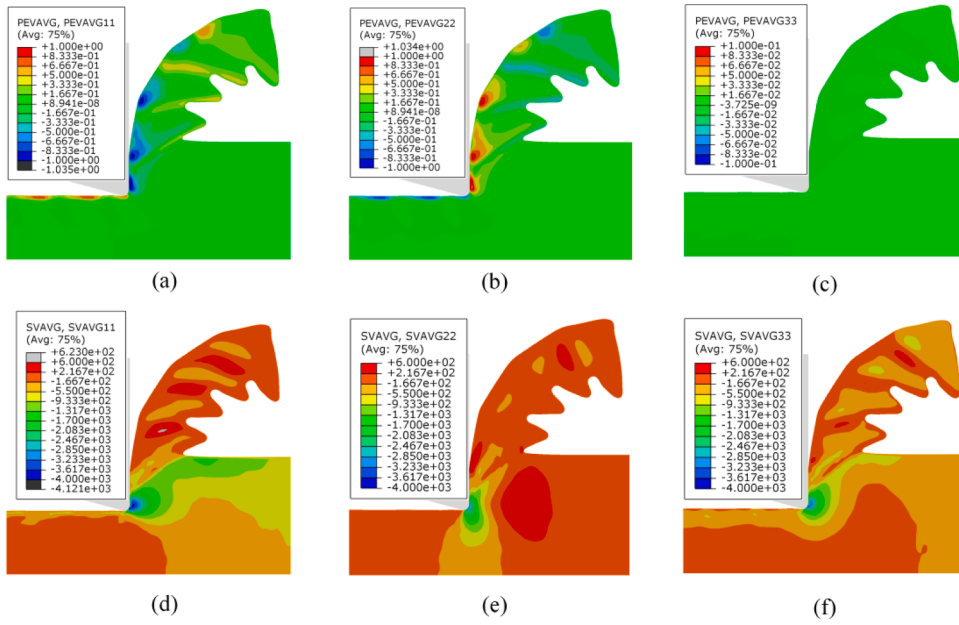 PEVAVG, PEVAVG11
(Avg: 75%)
+1.000e+00
+8.333e-01
+6.667e-01
+5.000e-01
+3.333e-01
+1.667e-01
+8.941e-08
-1.667e-01
-3.333e-01
-5.000e-01
-6.667e-01
-8.333e-01
-1.000e+00
-1.035e+00
(a)
PEVAVG, PEVAVG22
(Avg: 75%)
+1.034e+00
+1.000e+00
+8.333e-01
+6.667e-01
+5.000e-01
+3.333e-01
+1.667e-01
+8.941e-08
-1.667e-01
-3.333e-01
-5.000e-01
-6.667e-01
-8.333e-01
-1.000e+00
(b)
PEVAVG, PEVAVG33
(Avg: 75%)
+1.000e-01
+8.333e-02
+6.667e-02
+5.000e-02
+3.333e-02
+1.667e-02
-3.725e-09
-1.667e-02
-3.333e-02
-5.000e-02
-6.667e-02
-8.333e-02
-1.000e-01
(c)
SVAVG, SVAVG11
(Avg: 75%)
+6.230e+02
+6.000e+02
+2.167e+02
-1.667e+02
-5.500e+02
-9.333e+02
-1.317e+03
-1.700e+03
-2.083e+03
-2.467e+03
-2.850e+03
-3.233e+03
-3.617e+03
-4.000e+03
-4.121e+03
(d)
SVAVG, SVAVG22
(Avg: 75%)
+6.000e+02
+2.167e+02
-1.667e+02
-5.500e+02
-9.333e+02
-1.317e+03
-1.700e+03
-2.083e+03
-2.467e+03
-2.850e+03
-3.233e+03
-3.617e+03
-4.000e+03
(e)
SVAVG, SVAVG33
(Avg: 75%)
+6.000e+02
+2.167e+02
-1.667e+02
-5.500e+02
-9.333e+02
-1.317e+03
-1.700e+03
-2.083e+03
-2.467e+03
-2.850e+03
-3.233e+03
-3.617e+03
-4.000e+03
(f)